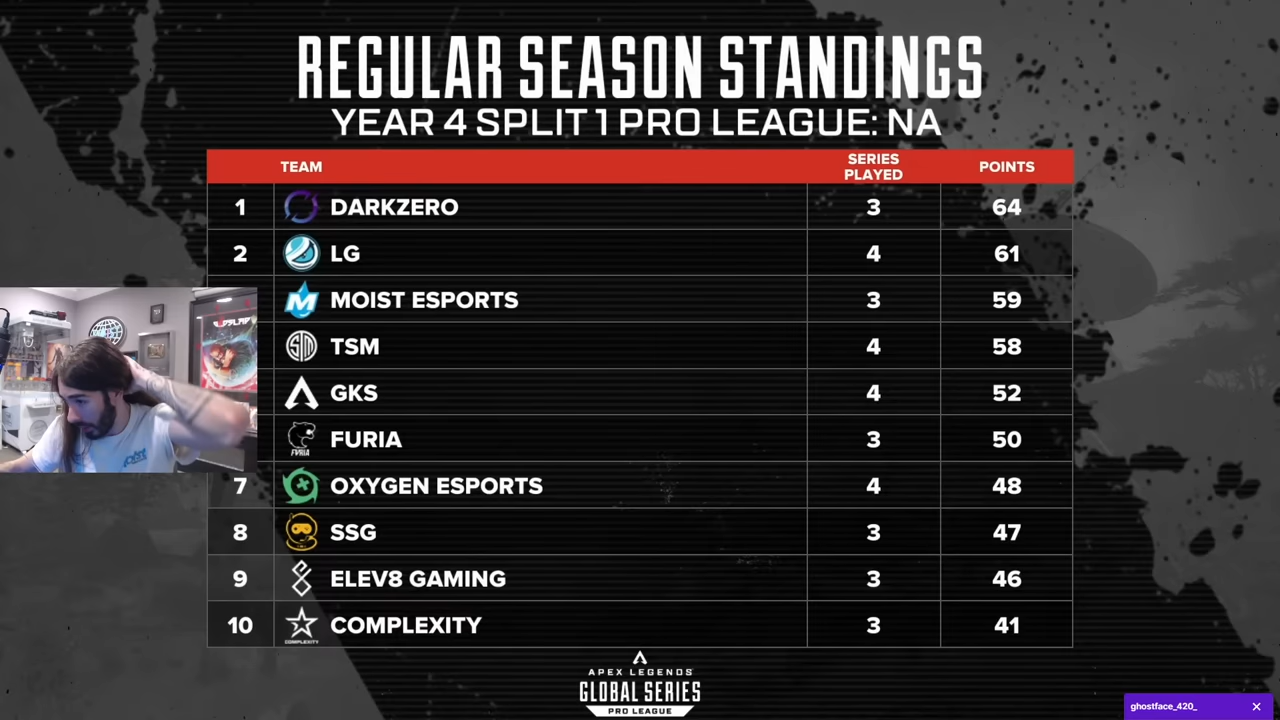 REGULAR SEASON STANDINGS
YEAR 4 SPLIT 1 PRO LEAGUE: NA
TEAM SERIES PLAYED POINTS
1 DARKZERO 3 64
2 LG 4 61
MOIST ESPORTS 3 59
TSM 4 58
GKS 4 52
FURIA 3 50
7 OXYGEN ESPORTS 4 48
8 SSG 3 47
9 ELEV8 GAMING 3 46
10 COMPLEXITY 3 41
APEX LEGENDS
GLOBAL SERIES
PRO LEAGUE
ghostface_420_